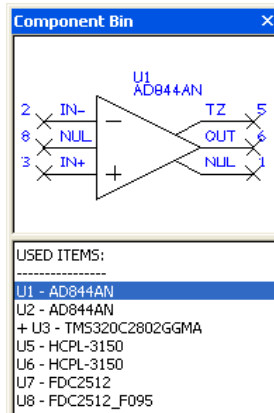 Component Bin
U1
AD844AN
2 IN- TZ 5
8 NUL OUT 6
3 IN+ NUL 1
USED ITEMS:
----------------
U1 - AD844AN
U2 - AD844AN
+ U3 - TMS320C2802GGMA
U5 - HCPL-3150
U6 - HCPL-3150
U7 - FDC2512
U8 - FDC2512_F095